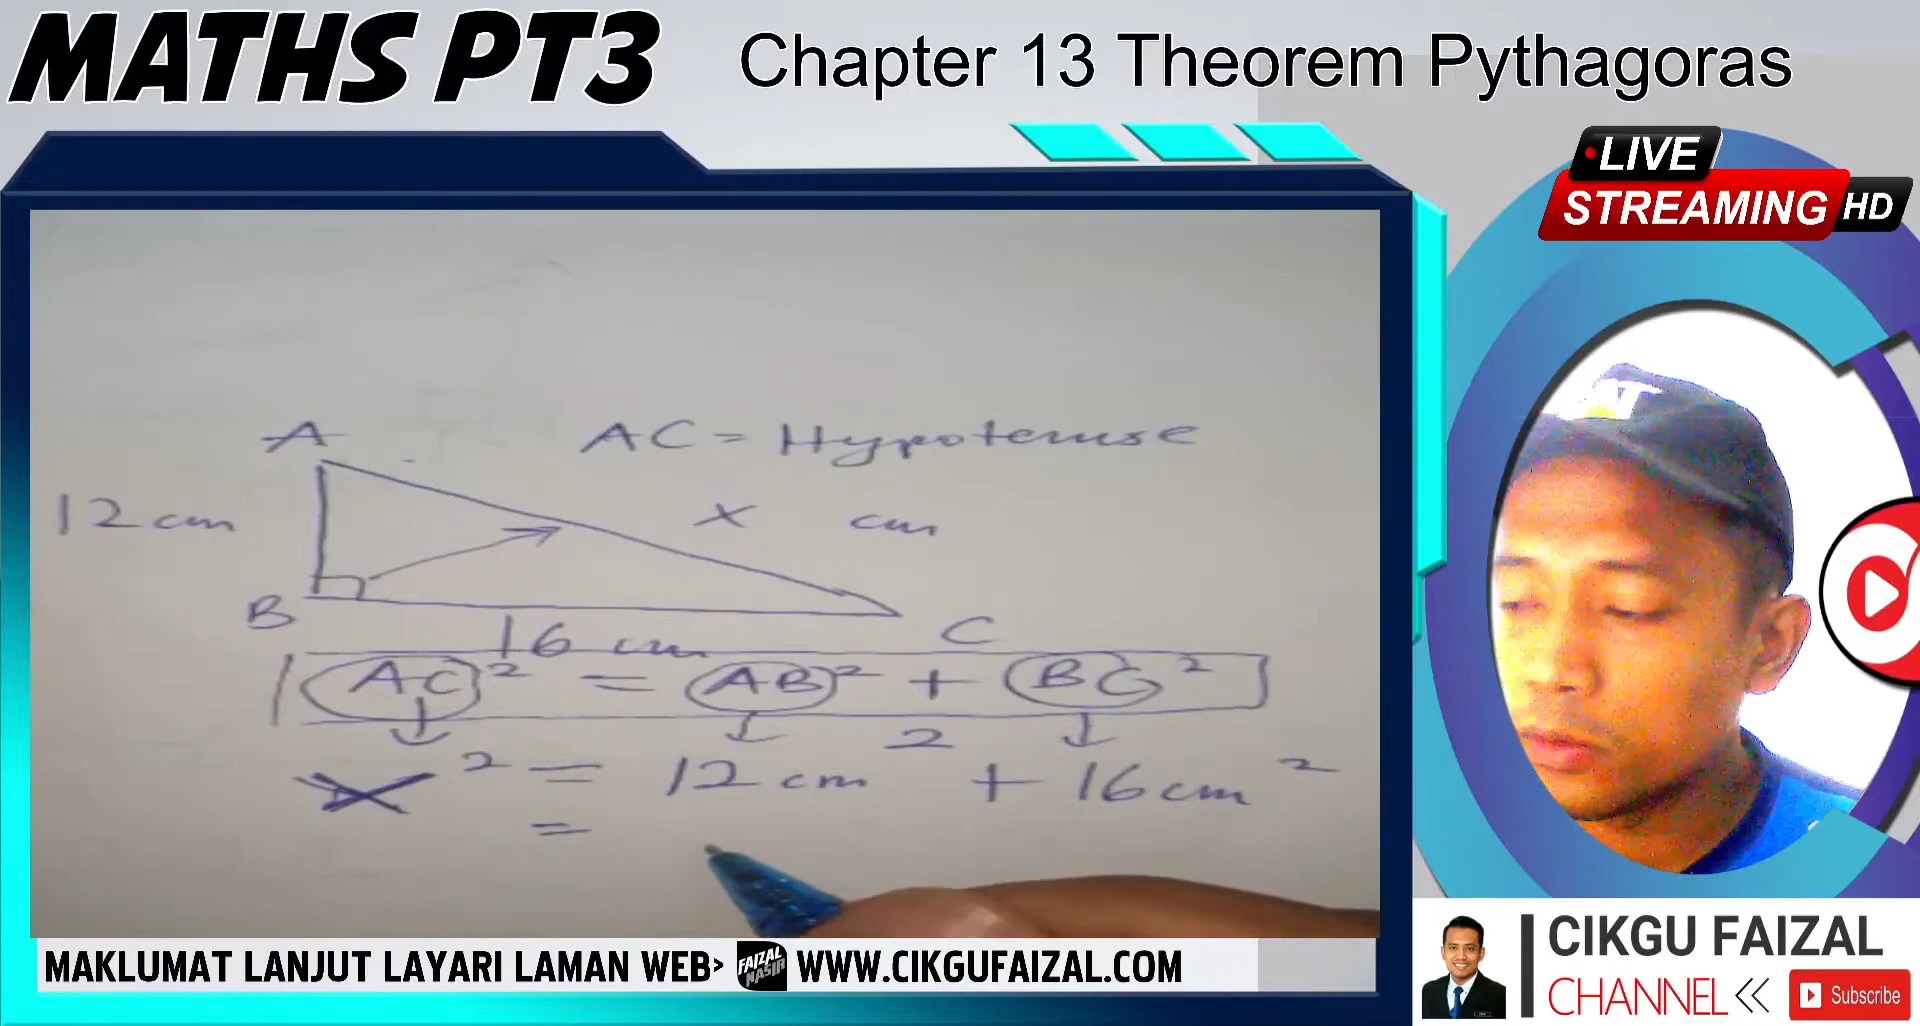 MATHS PT3
Chapter 13 Theorem Pythagoras
LIVE
STREAMING HD
A
AC = Hypotenuse
12 cm
x cm
B
16 cm
C
(AC)² = (AB)² + (BC)²
x² = 12 cm² + 16 cm²
=
MAKLUMAT LANJUT LAYARI LAMAN WEB>
FAIZAL
NASIR
WWW.CIKGUFAIZAL.COM
CIKGU FAIZAL
CHANNEL <<
Subscribe